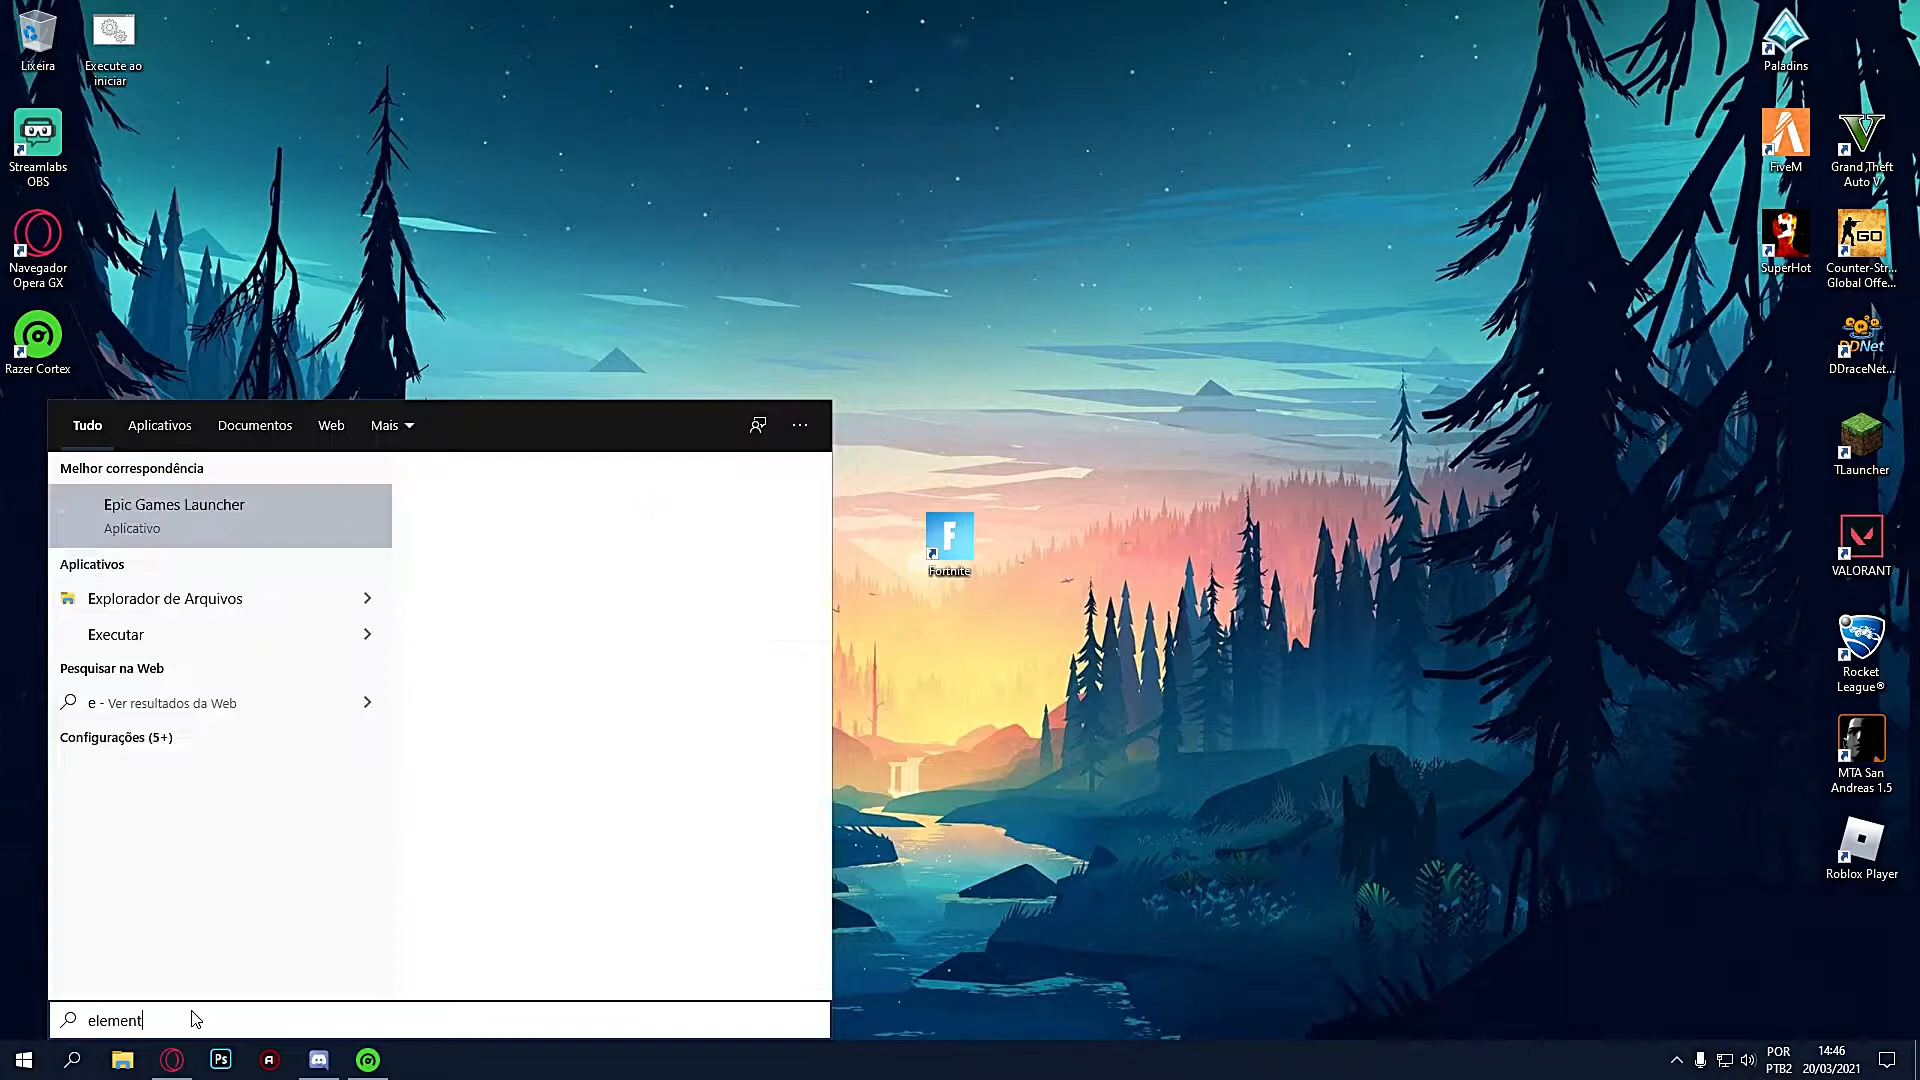 Lixeira
Execute ao
iniciar
Streamlabs
OBS
Navegador
Opera GX
Razer Cortex
Paladins
FiveM
Grand Theft
Auto V
SuperHot
GO
Counter-Str...
Global Offe...
DDNet
DDraceNet...
TLauncher
VALORANT
Rocket
League®
MTA San
Andreas 1.5
Roblox Player
F
Fortnite
Tudo
Aplicativos
Documentos
Web
Mais
Melhor correspondência
Epic Games Launcher
Aplicativo
Aplicativos
Explorador de Arquivos
Executar
Pesquisar na Web
e - Ver resultados da Web
Configurações (5+)
element
Ps
POR
PTB2
14:46
20/03/2021